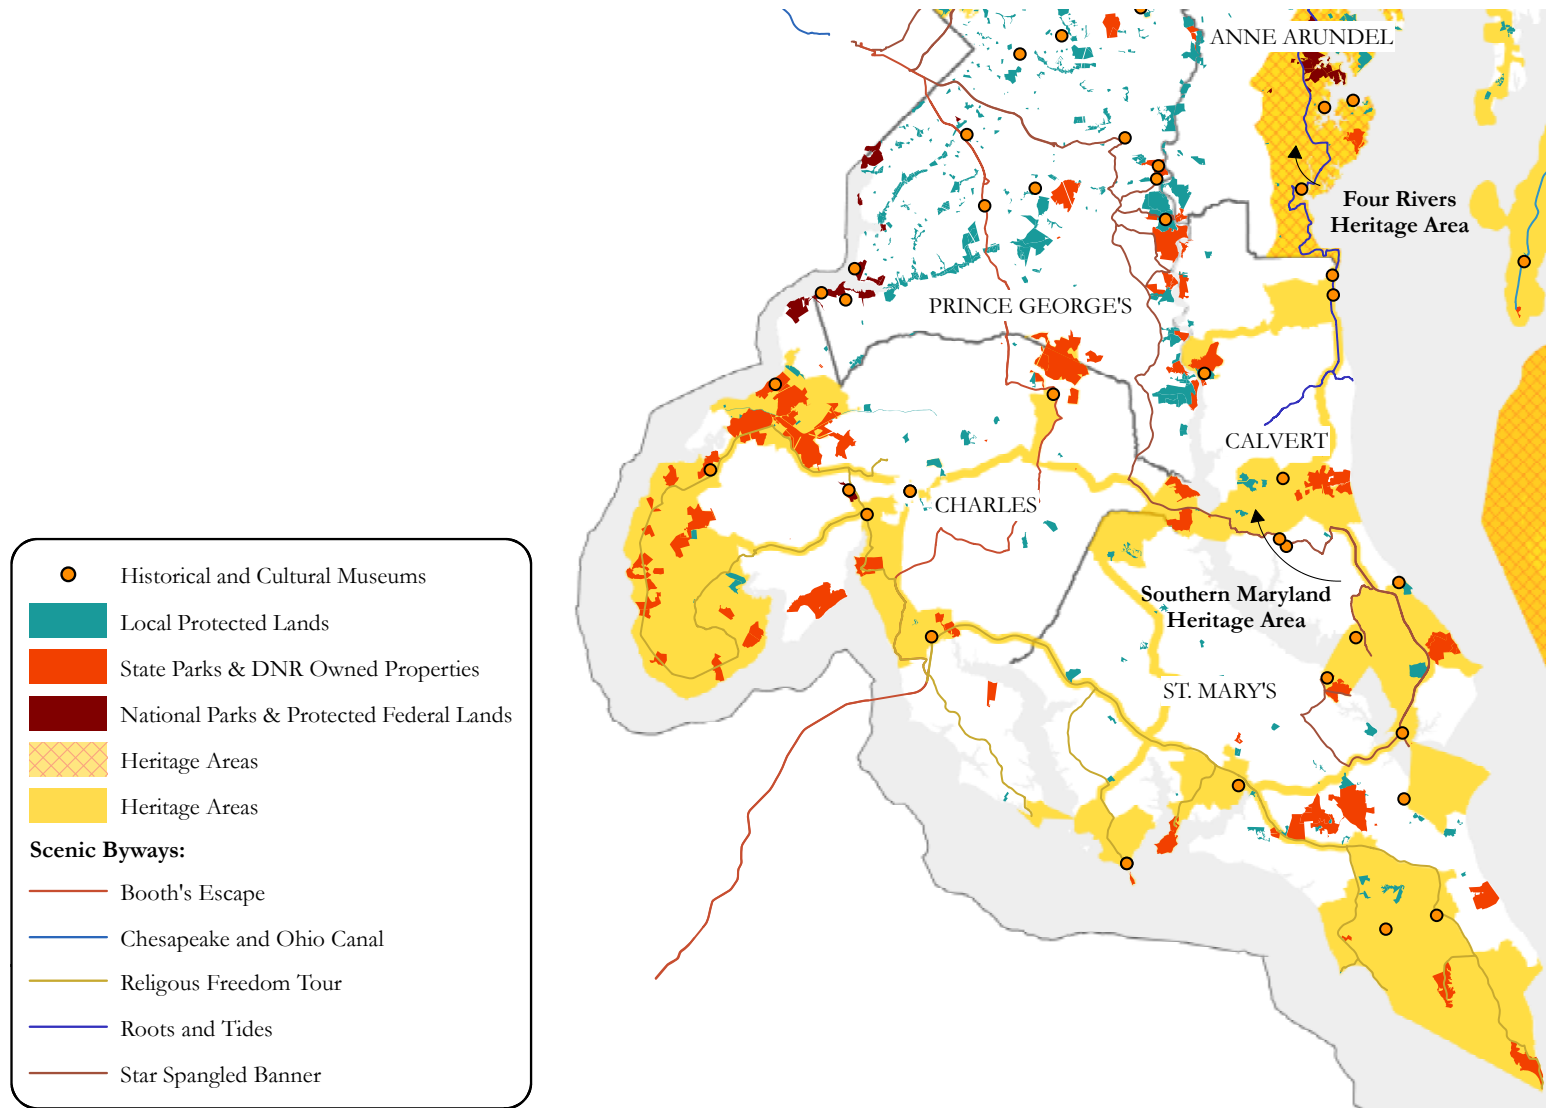 ANNE ARUNDEL
Four Rivers
Heritage Area
PRINCE GEORGE'S
CALVERT
CHARLES
Southern Maryland
Heritage Area
ST. MARY'S
Historical and Cultural Museums
Local Protected Lands
State Parks & DNR Owned Properties
National Parks & Protected Federal Lands
Heritage Areas
Heritage Areas
Scenic Byways:
Booth's Escape
Chesapeake and Ohio Canal
Religous Freedom Tour
Roots and Tides
Star Spangled Banner